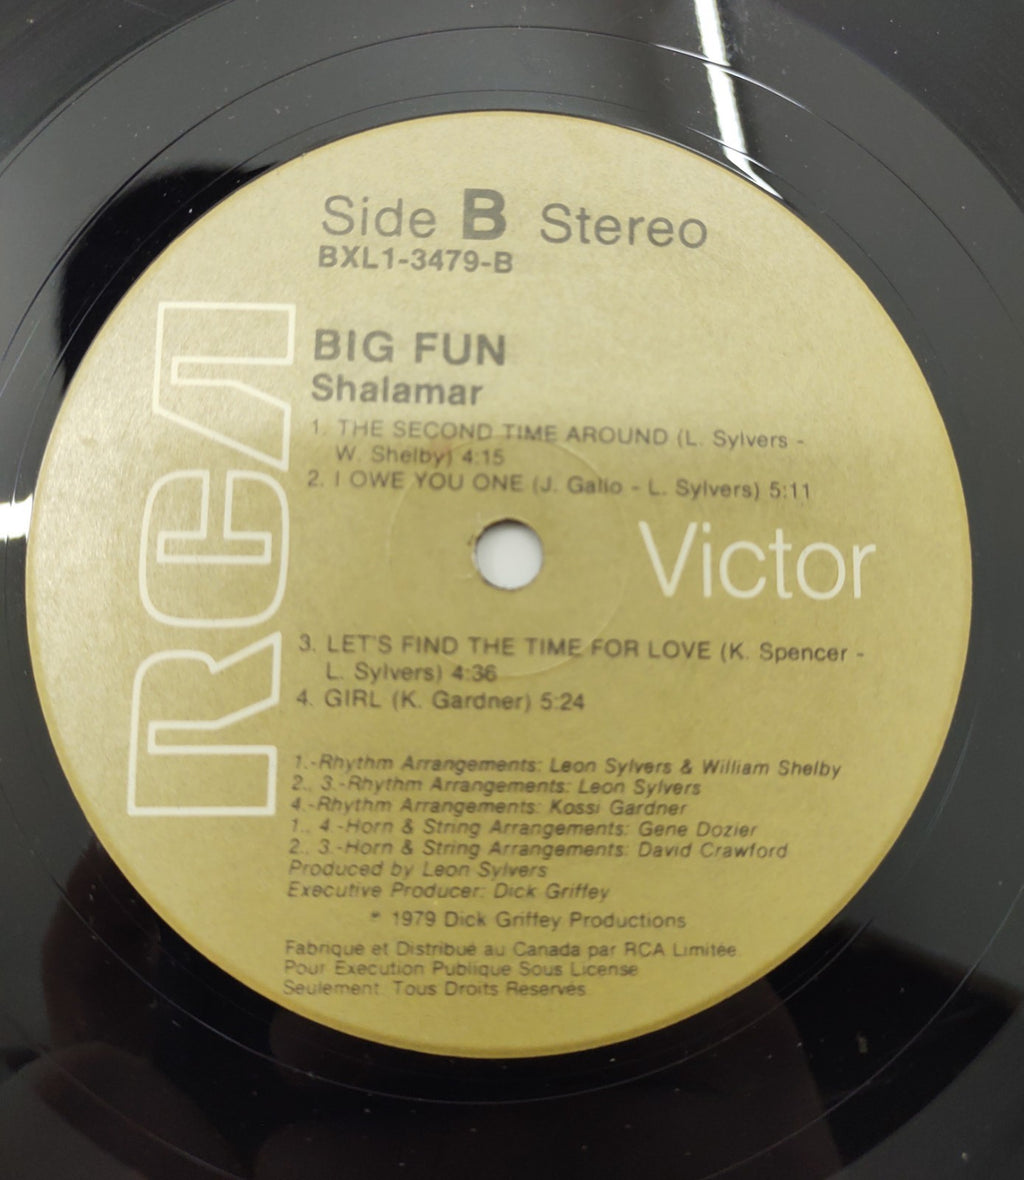 Side B Stereo
BXL1-3479-B
BIG FUN
Shalamar
1. THE SECOND TIME AROUND (L. Sylvers -
W. Shelby) 4:15
2. I OWE YOU ONE (J. Gallo - L. Sylvers) 5:11
RCA
Victor
3. LET'S FIND THE TIME FOR LOVE (K. Spencer -
L. Sylvers) 4:36
4. GIRL (K. Gardner) 5:24
1.-Rhythm Arrangements: Leon Sylvers & William Shelby
2., 3.-Rhythm Arrangements: Leon Sylvers
4.-Rhythm Arrangements: Kossi Gardner
1., 4.-Horn & String Arrangements: Gene Dozier
2., 3.-Horn & String Arrangements: David Crawford
Produced by Leon Sylvers
Executive Producer: Dick Griffey
℗ 1979 Dick Griffey Productions
Fabriqué et Distribué au Canada par RCA Limitée.
Pour Execution Publique Sous License
Seulement. Tous Droits Réservés